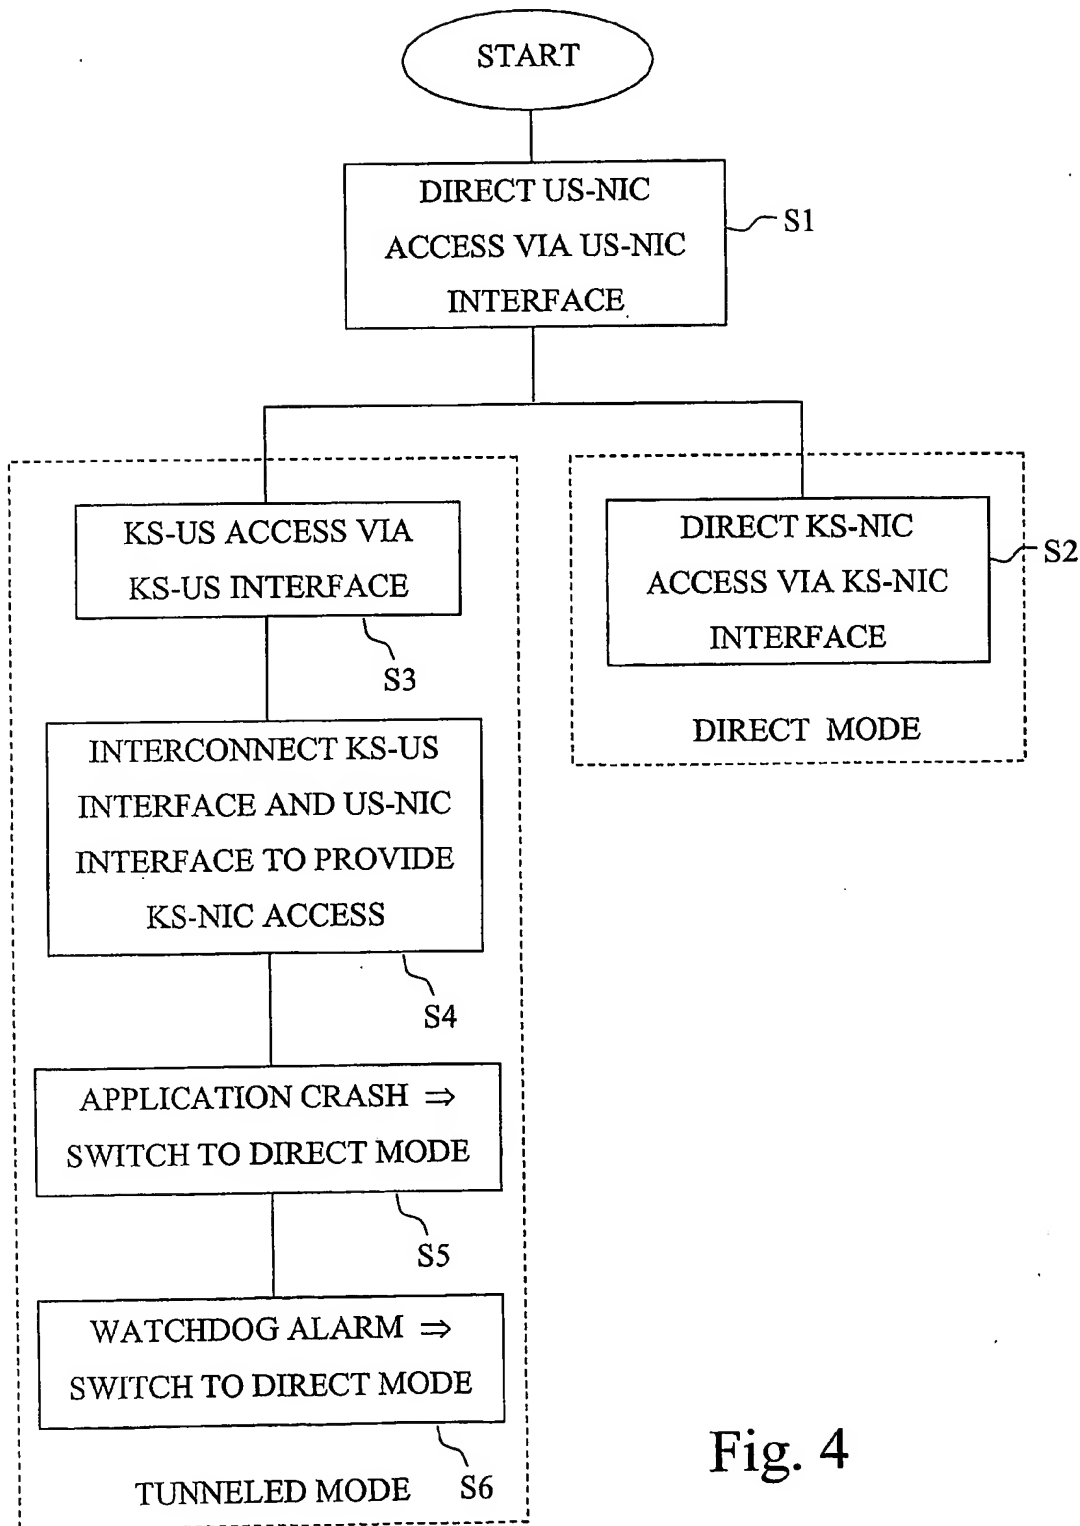 START
DIRECT US-NIC
ACCESS VIA US-NIC
INTERFACE
S1
KS-US ACCESS VIA
KS-US INTERFACE
S3
INTERCONNECT KS-US
INTERFACE AND US-NIC
INTERFACE TO PROVIDE
KS-NIC ACCESS
S4
APPLICATION CRASH ⇒
SWITCH TO DIRECT MODE
S5
WATCHDOG ALARM ⇒
SWITCH TO DIRECT MODE
S6
TUNNELED MODE
DIRECT KS-NIC
ACCESS VIA KS-NIC
INTERFACE
S2
DIRECT MODE
Fig. 4